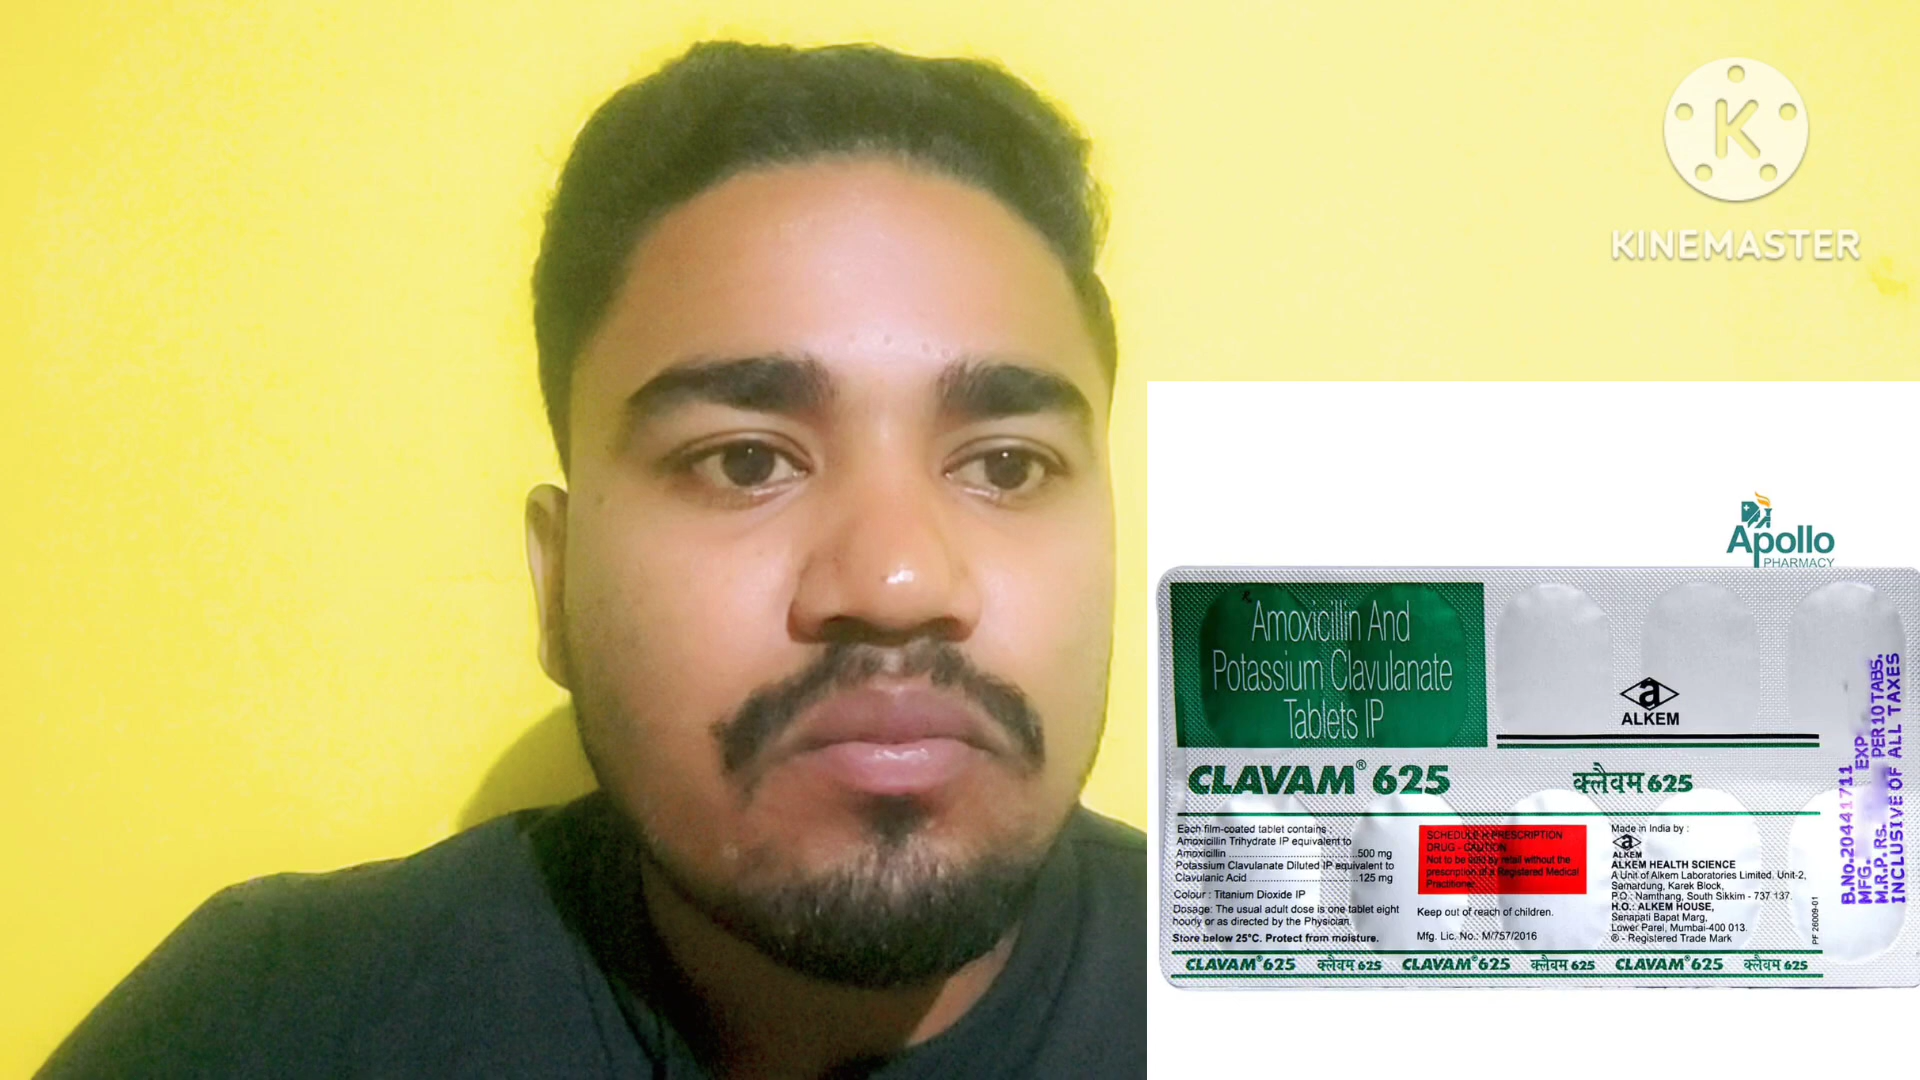 K
KINEMASTER
Apollo
PHARMACY
Amoxicillin And
Potassium Clavulanate
Tablets IP
a
ALKEM
CLAVAM® 625
क्लैवम 625
Each film-coated tablet contains
Amoxicillin Trihydrate IP equivalent to
Amoxicillin ........................................500 mg
Potassium Clavulanate Diluted IP equivalent to
Clavulanic Acid ..................................125 mg
Colour : Titanium Dioxide IP
Dosage: The usual adult dose is one tablet eight
hourly or as directed by the Physician.
Store below 25°C. Protect from moisture.
SCHEDULE H PRESCRIPTION
DRUG - CAUTION
Not to be sold by retail without the
prescription of a Registered Medical
Practitioner.
Keep out of reach of children.
Mfg. Lic. No.: M/757/2016
Made in India by :
a
ALKEM
ALKEM HEALTH SCIENCE
A Unit of Alkem Laboratories Limited, Unit-2,
Samardung, Karek Block,
P.O.: Namthang, South Sikkim - 737 137.
H.O.: ALKEM HOUSE,
Senapati Bapat Marg,
Lower Parel, Mumbai-400 013.
® - Registered Trade Mark
PF 26009-01
B.No.20441711
MFG. EXP.
M.R.P. Rs. PER 10 TABS.
INCLUSIVE OF ALL TAXES
CLAVAM® 625 क्लैवम 625 CLAVAM® 625 क्लैवम 625 CLAVAM® 625 क्लैवम 625